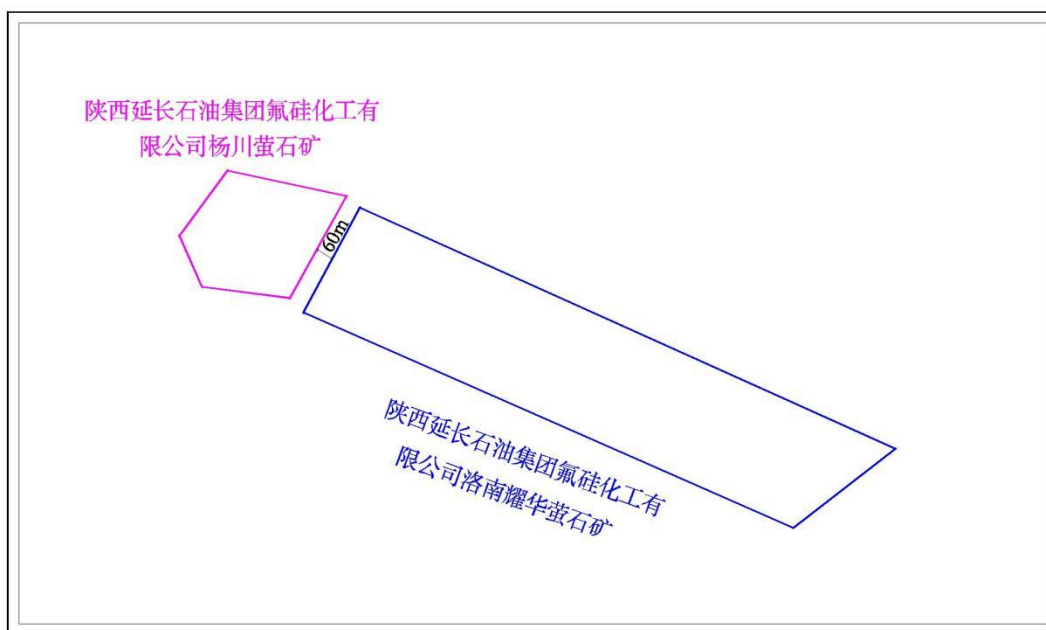 陕西延长石油集团氟硅化工有
限公司杨川萤石矿
60m
陕西延长石油集团氟硅化工有
限公司洛南耀华萤石矿